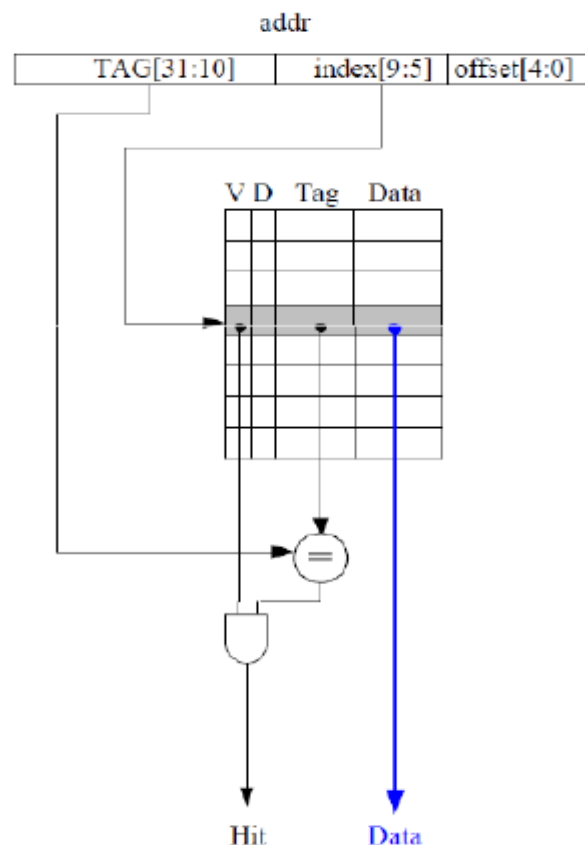 addr
TAG[31:10] index[9:5] offset[4:0]
V D Tag Data
=
Hit Data